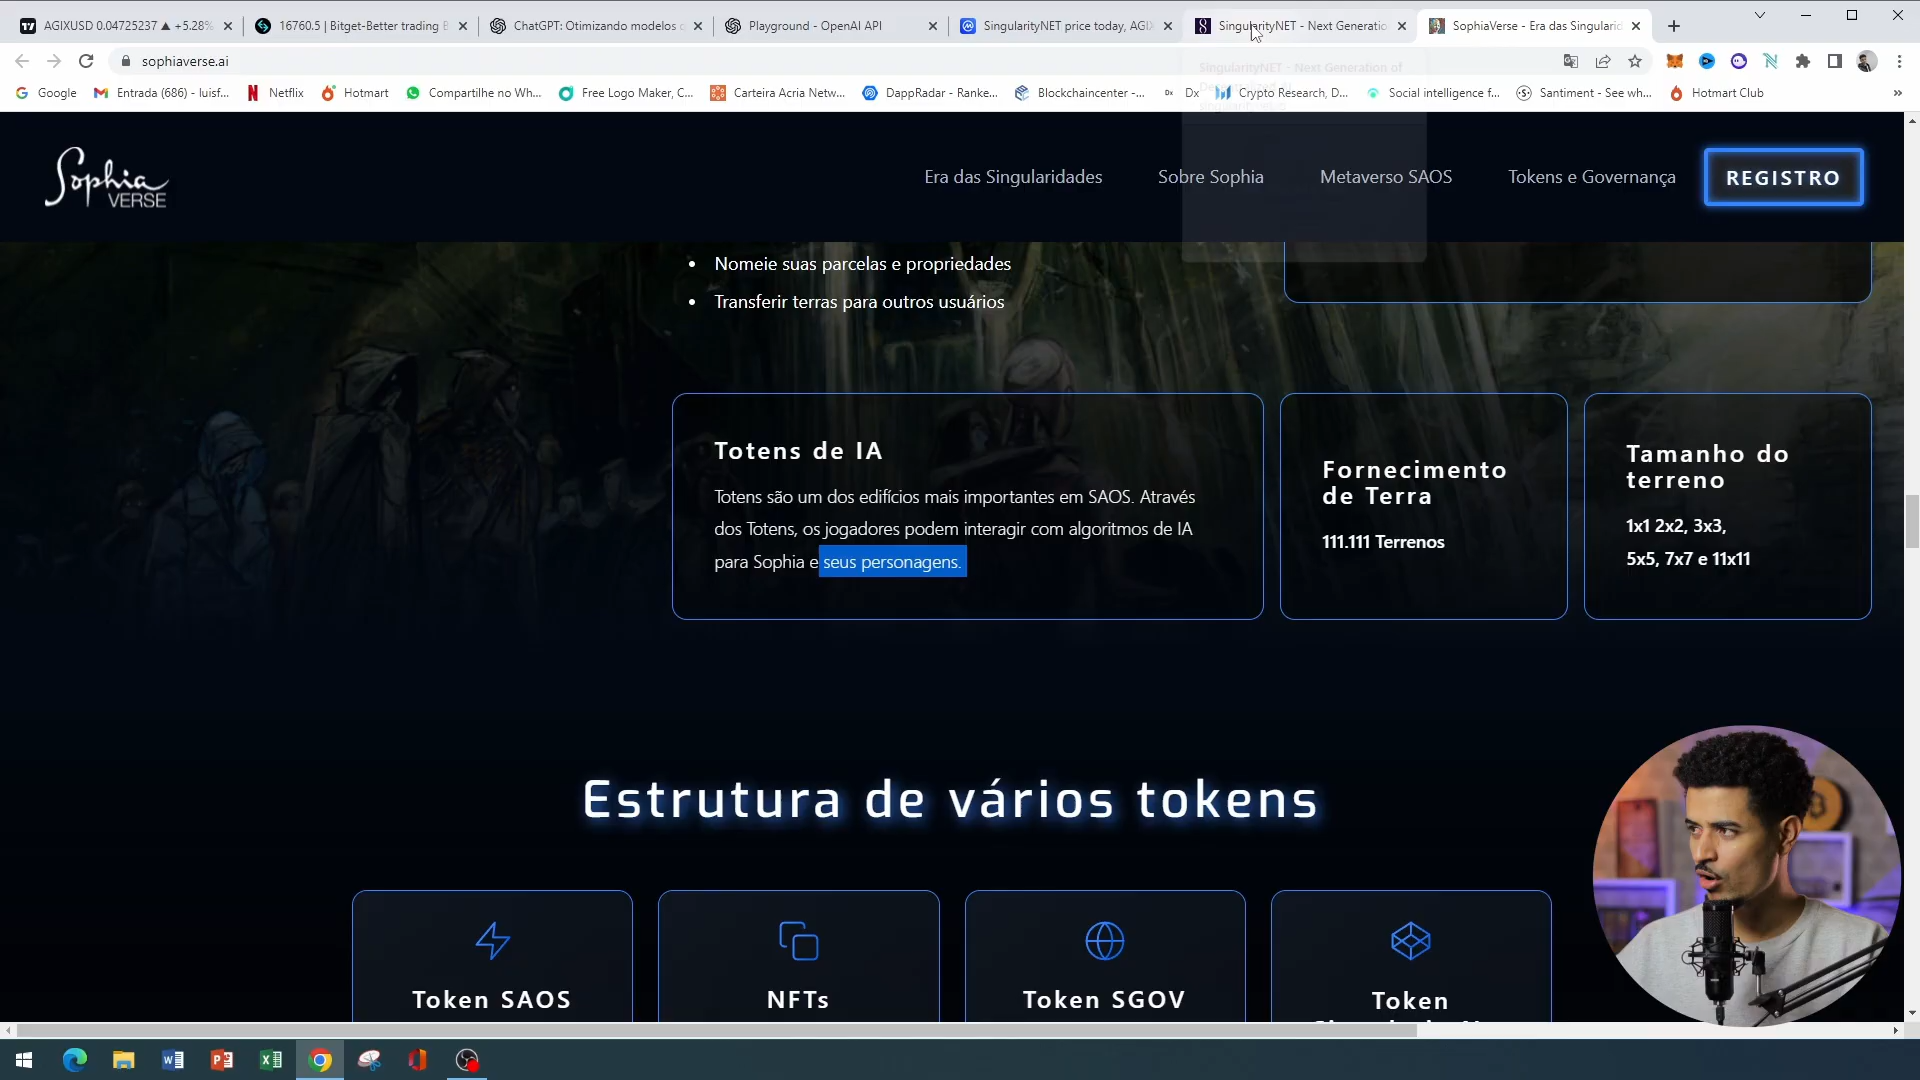 AGIXUSD 0.04725237 ▲ +5.28%
16760.5 | Bitget-Better trading B
ChatGPT: Otimizando modelos
Playground - OpenAI API
SingularityNET price today, AGIX
SingularityNET - Next Generatio
SophiaVerse - Era das Singularid
sophiaverse.ai
SingularityNET - Next Generation of
Google
Entrada (686) - luisf...
Netflix
Hotmart
Compartilhe no Wh...
Free Logo Maker, C...
Carteira Acria Netw...
DappRadar - Ranke...
Blockchaincenter -...
Dx
Crypto Research, D...
Social intelligence f...
Santiment - See wh...
Hotmart Club
»
Sophia
VERSE
Era das Singularidades
Sobre Sophia
Metaverso SAOS
Tokens e Governança
REGISTRO
• Nomeie suas parcelas e propriedades
• Transferir terras para outros usuários
Totens de IA
Totens são um dos edifícios mais importantes em SAOS. Através
dos Totens, os jogadores podem interagir com algoritmos de IA
para Sophia e seus personagens.
Fornecimento
de Terra
111.111 Terrenos
Tamanho do
terreno
1x1 2x2, 3x3,
5x5, 7x7 e 11x11
Estrutura de vários tokens
Token SAOS
NFTs
Token SGOV
Token